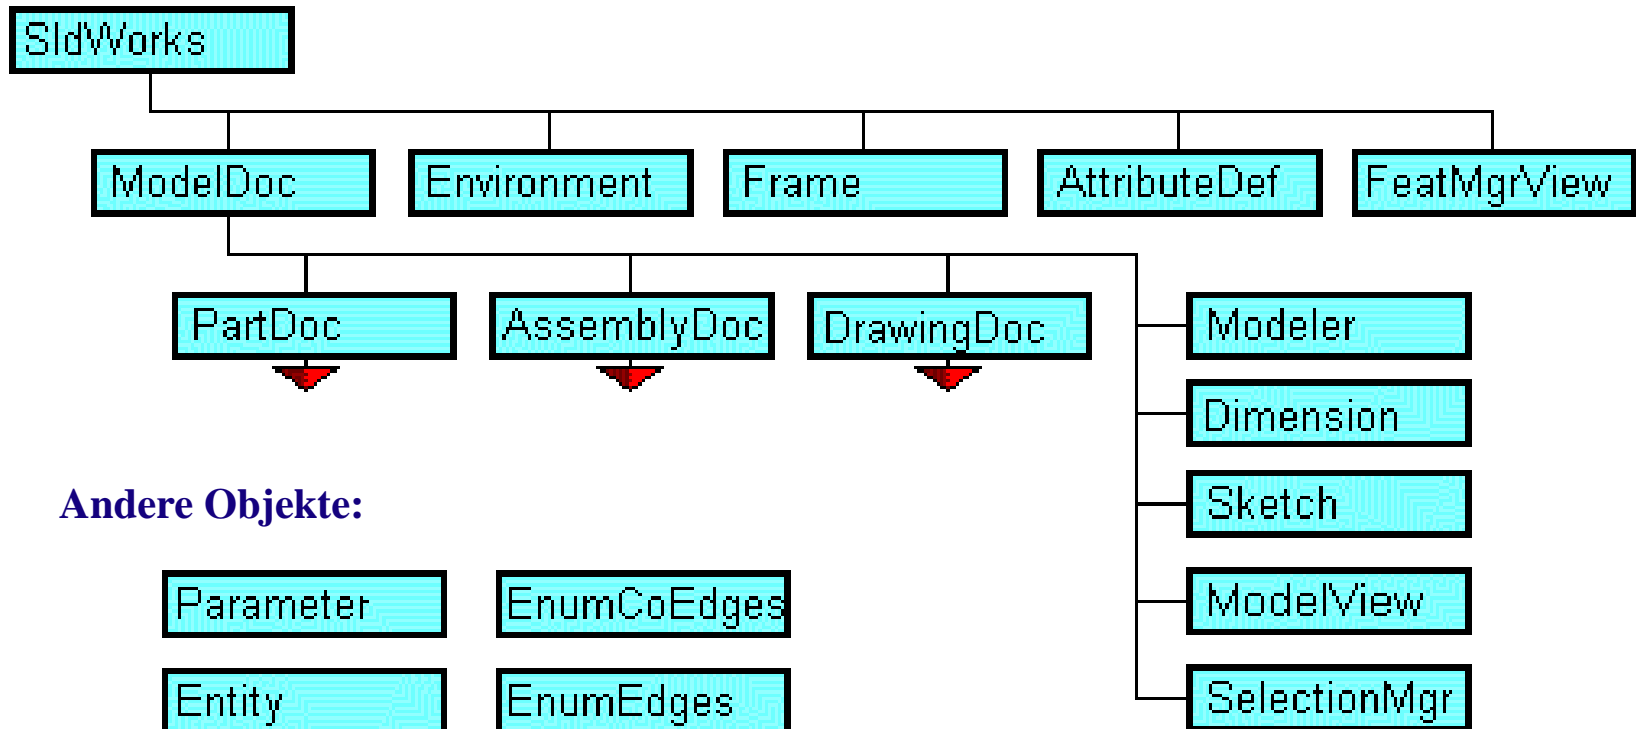 SldWorks
ModelDoc
Environment
Frame
AttributeDef
FeatMgrView
PartDoc
AssemblyDoc
DrawingDoc
Modeler
Dimension
Sketch
ModelView
SelectionMgr
Andere Objekte:
Parameter
EnumCoEdges
Entity
EnumEdges